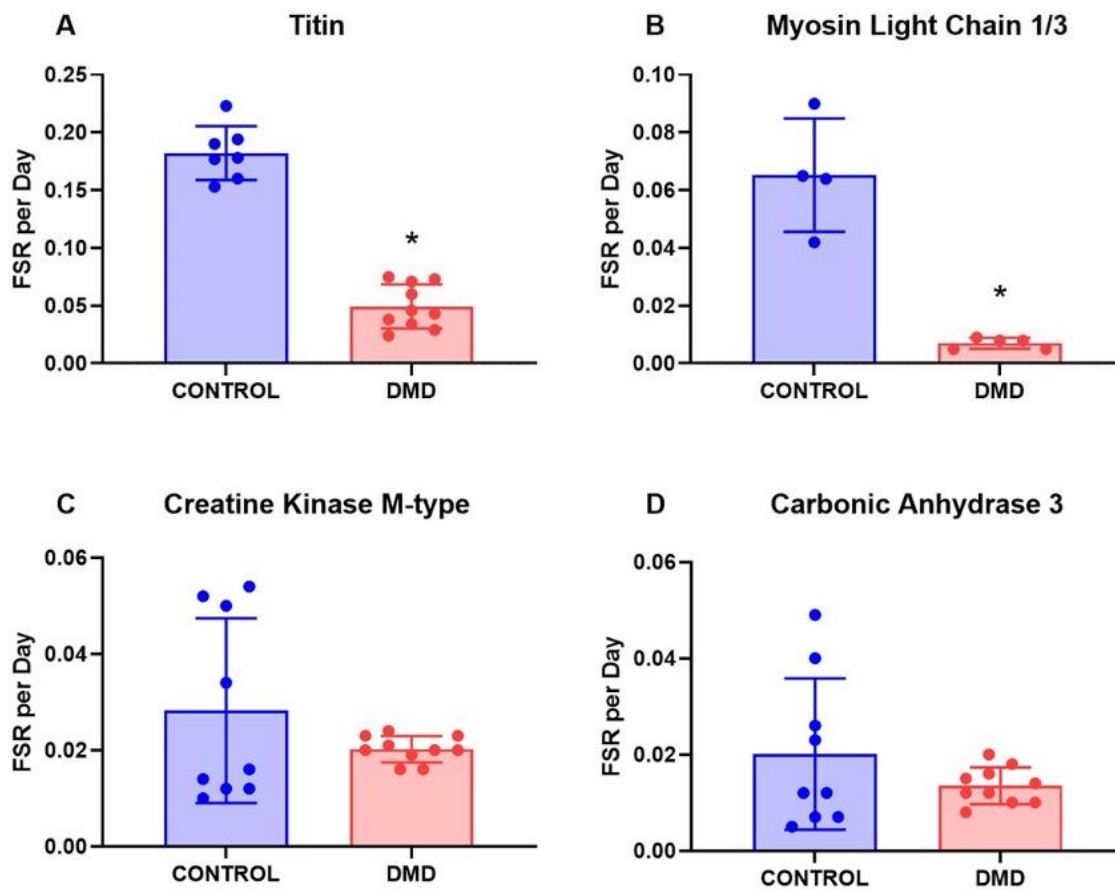 A Titin
0.25
0.20
0.15
0.10
0.05
0.00
FSR per Day
*
CONTROL DMD
B Myosin Light Chain 1/3
0.10
0.08
0.06
0.04
0.02
0.00
FSR per Day
*
CONTROL DMD
C Creatine Kinase M-type
0.06
0.04
0.02
0.00
FSR per Day
CONTROL DMD
D Carbonic Anhydrase 3
0.06
0.04
0.02
0.00
FSR per Day
CONTROL DMD